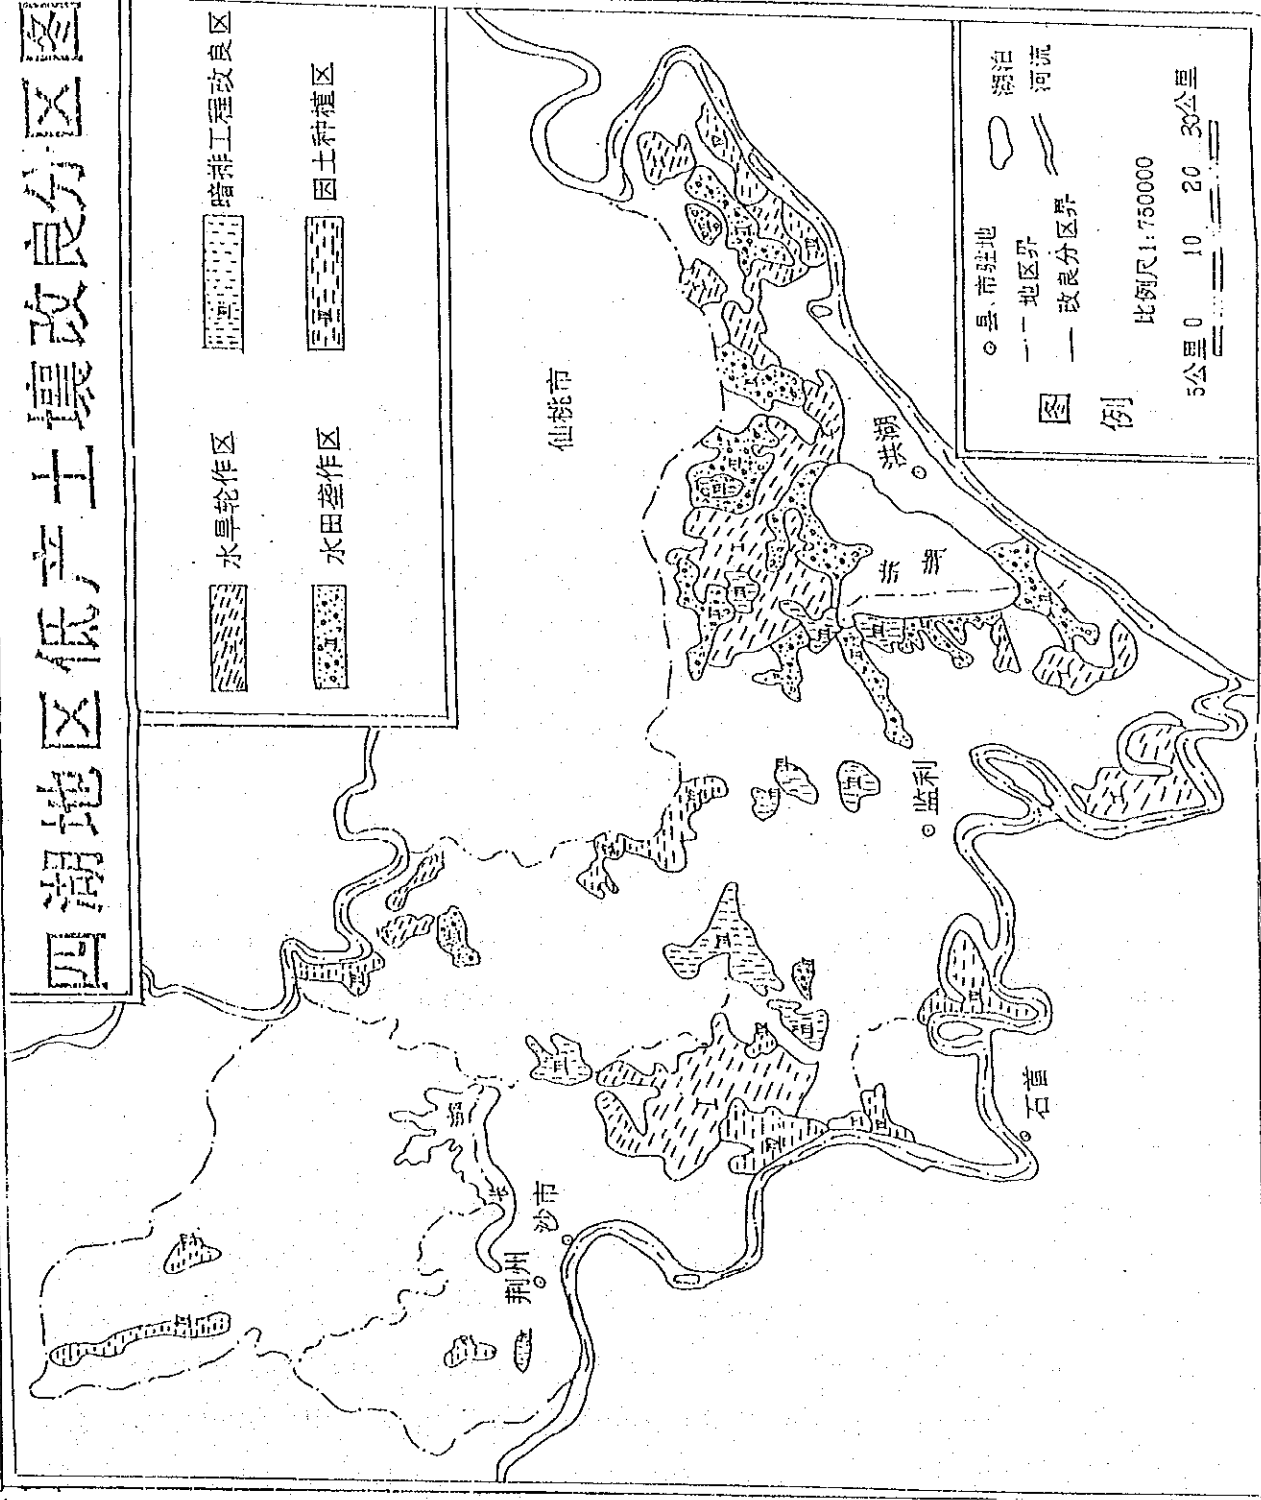 四湖地区低产土壤改良分区图
水旱轮作区
暗排工程改良区
水田垄作区
因土种植区
仙桃市
洪湖
洪湖
监利
石首
沙市
荆州
长湖
图例
县、市驻地
湖泊
地区界
河流
改良分区界
比例尺1:750000
5公里 0 10 20 30公里